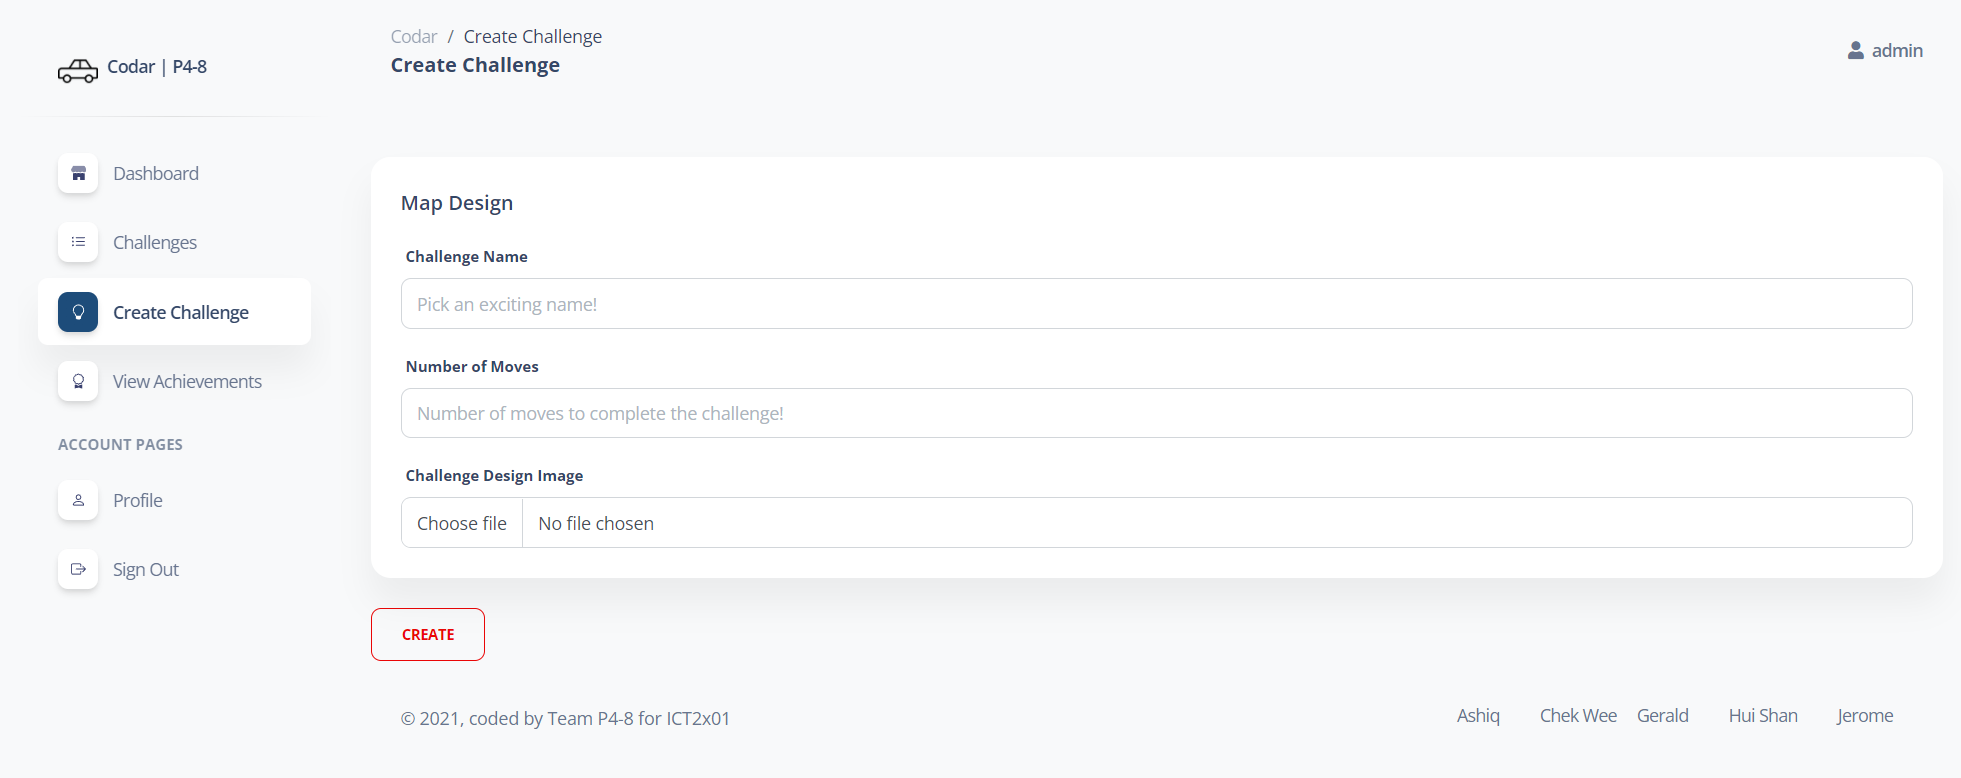 Codar | P4-8
Dashboard
Challenges
Create Challenge
View Achievements
ACCOUNT PAGES
Profile
Sign Out
Codar / Create Challenge
Create Challenge
admin
Map Design
Challenge Name
Pick an exciting name!
Number of Moves
Number of moves to complete the challenge!
Challenge Design Image
Choose file No file chosen
CREATE
© 2021, coded by Team P4-8 for ICT2x01
Ashiq Chek Wee Gerald Hui Shan Jerome